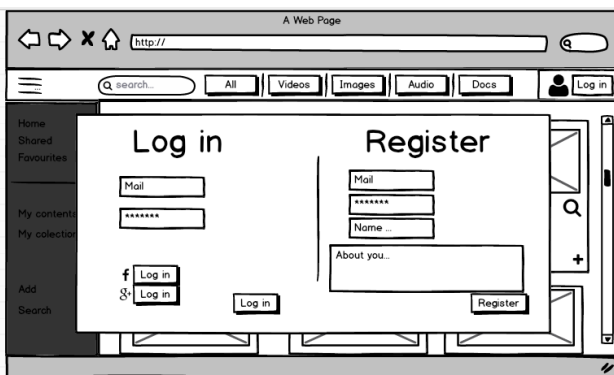 A Web Page
http://
search...
All
Videos
Images
Audio
Docs
Log in
Home
Shared
Favourites
My contents
My colection
Add
Search
Log in
Mail
*******
f Log in
g+ Log in
Log in
Register
Mail
*******
Name ...
About you...
Register